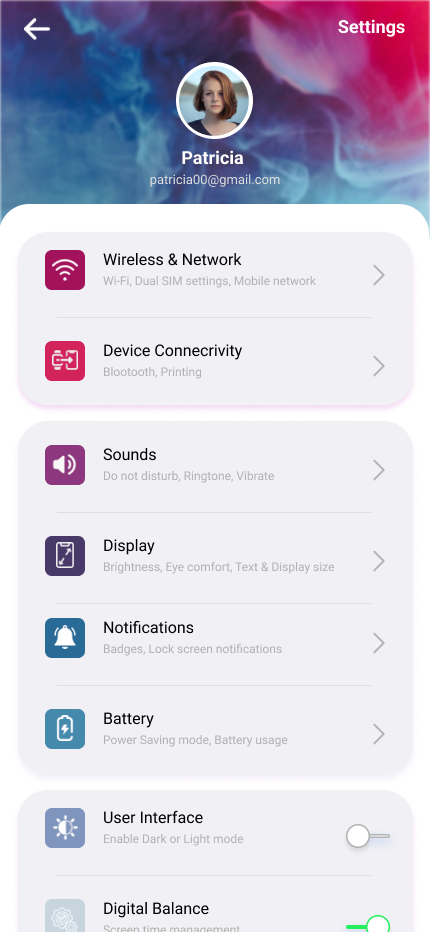 Settings
Patricia
patricia00@gmail.com
Wireless & Network
Wi-Fi, Dual SIM settings, Mobile network
Device Connecrivity
Blootooth, Printing
Sounds
Do not disturb, Ringtone, Vibrate
Display
Brightness, Eye comfort, Text & Display size
Notifications
Badges, Lock screen notifications
Battery
Power Saving mode, Battery usage
User Interface
Enable Dark or Light mode
Digital Balance
Screen time management